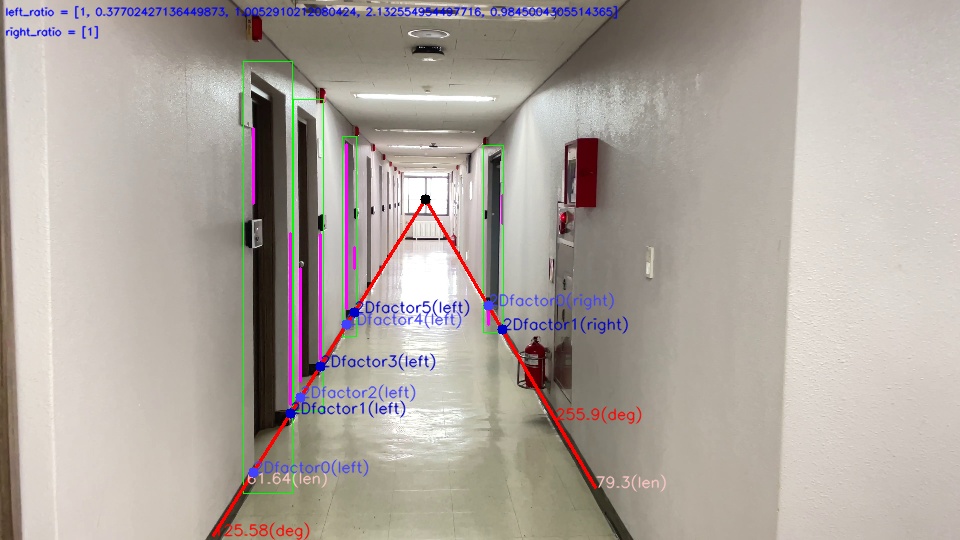 left_ratio = [1, 0.37702427136449873, 1.0052910212080424, 2.132554954497716, 0.9845004305514365]
right_ratio = [1]
2Dfactor0(right)
2Dfactor5(left)
2Dfactor4(left)
2Dfactor1(right)
2Dfactor3(left)
2Dfactor2(left)
2Dfactor1(left)
255.9(deg)
2Dfactor0(left)
61.64(len)
79.3(len)
25.58(deg)